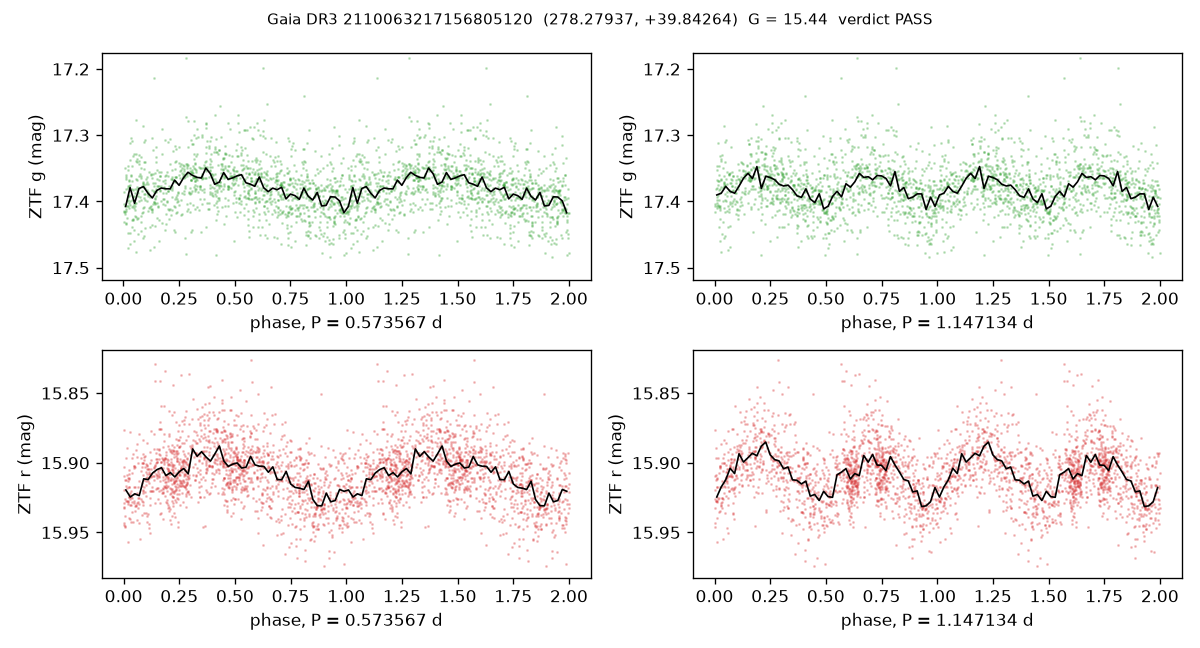 Gaia DR3 2110063217156805120 (278.27937, +39.84264) G = 15.44 verdict PASS
ZTF g (mag)
17.2
17.3
17.4
17.5
0.00 0.25 0.50 0.75 1.00 1.25 1.50 1.75 2.00
phase, P = 0.573567 d
ZTF g (mag)
17.2
17.3
17.4
17.5
0.00 0.25 0.50 0.75 1.00 1.25 1.50 1.75 2.00
phase, P = 1.147134 d
ZTF r (mag)
15.85
15.90
15.95
0.00 0.25 0.50 0.75 1.00 1.25 1.50 1.75 2.00
phase, P = 0.573567 d
ZTF r (mag)
15.85
15.90
15.95
0.00 0.25 0.50 0.75 1.00 1.25 1.50 1.75 2.00
phase, P = 1.147134 d